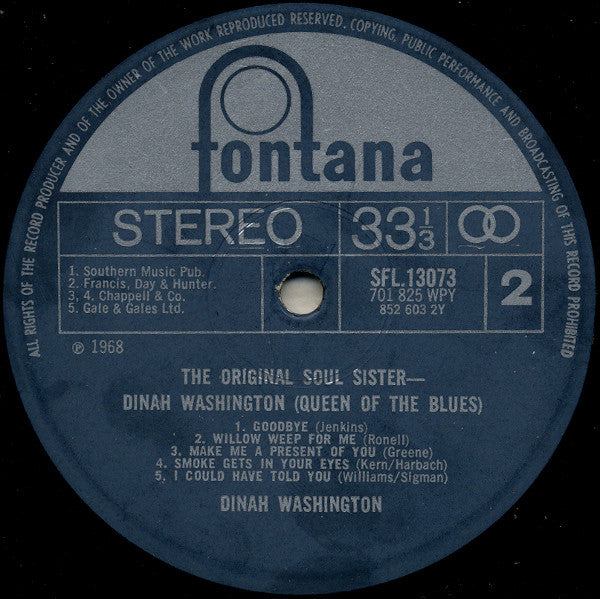 ALL RIGHTS OF THE RECORD PRODUCER AND OF THE OWNER OF THE WORK REPRODUCED RESERVED. COPYING, PUBLIC PERFORMANCE AND BROADCASTING OF THIS RECORD PROHIBITED
fontana
STEREO
33⅓
1. Southern Music Pub.
2. Francis, Day & Hunter.
3, 4. Chappell & Co.
5. Gale & Gales Ltd.
SFL.13073
701 825 WPY
852 603 2Y
2
℗ 1968
THE ORIGINAL SOUL SISTER—
DINAH WASHINGTON (QUEEN OF THE BLUES)
1. GOODBYE (Jenkins)
2. WILLOW WEEP FOR ME (Ronell)
3. MAKE ME A PRESENT OF YOU (Greene)
4. SMOKE GETS IN YOUR EYES (Kern/Harbach)
5. I COULD HAVE TOLD YOU (Williams/Sigman)
DINAH WASHINGTON